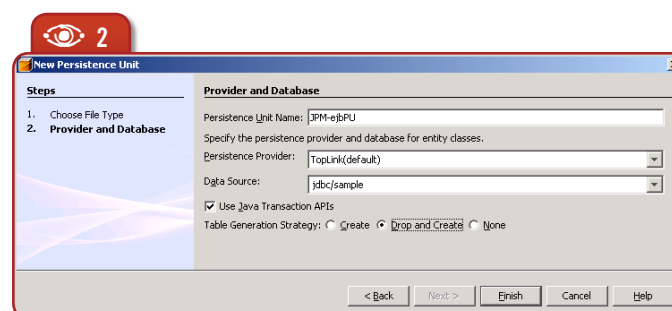 2
New Persistence Unit
Steps
1. Choose File Type
2. Provider and Database
Provider and Database
Persistence Unit Name: JPM-ejbPU
Specify the persistence provider and database for entity classes.
Persistence Provider: TopLink(default)
Data Source: jdbc/sample
Use Java Transaction APIs
Table Generation Strategy: Create Drop and Create None
< Back Next > Finish Cancel Help